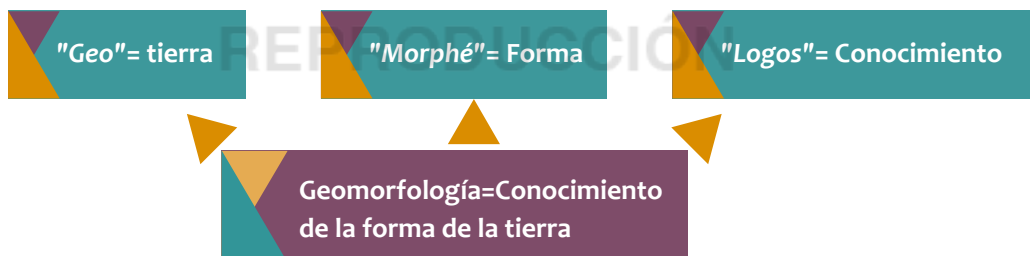 "Geo"= tierra
"Morphé"= Forma
"Logos"= Conocimiento
REPRODUCCIÓN
Geomorfología=Conocimiento
de la forma de la tierra